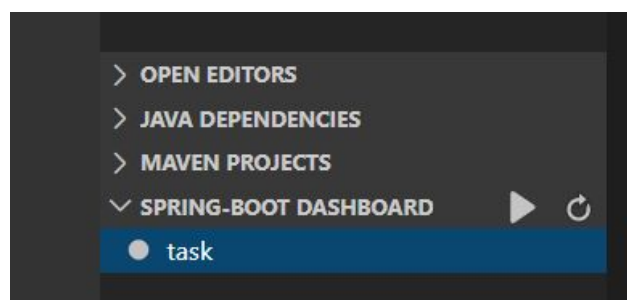 OPEN EDITORS
JAVA DEPENDENCIES
MAVEN PROJECTS
SPRING-BOOT DASHBOARD
task